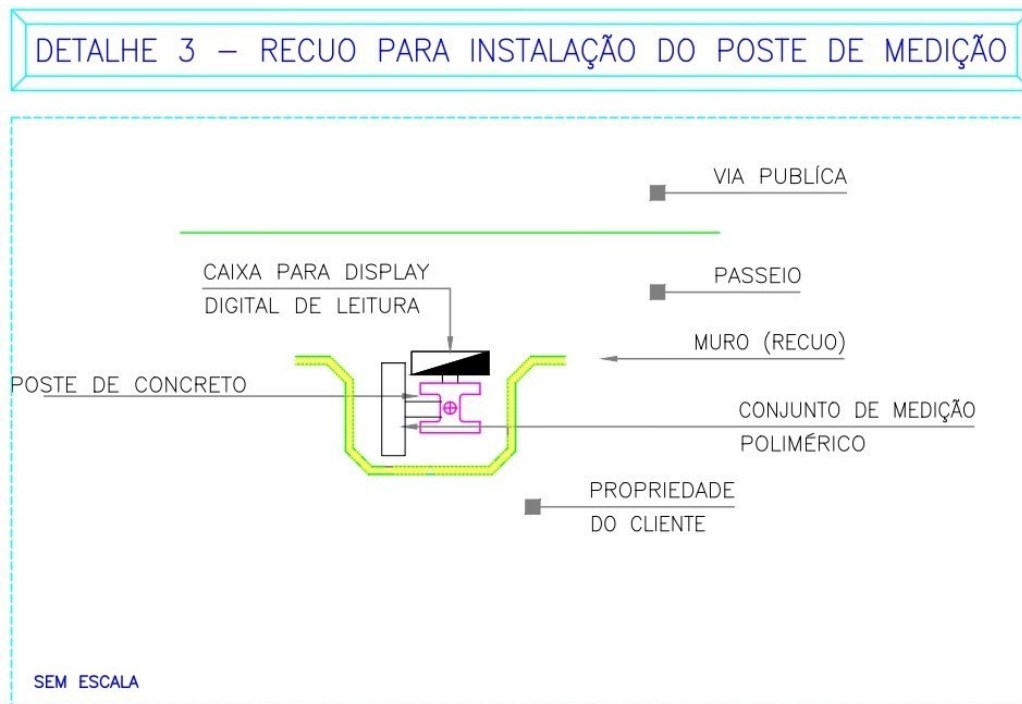 DETALHE 3 – RECUO PARA INSTALAÇÃO DO POSTE DE MEDIÇÃO
VIA PUBLÍCA
CAIXA PARA DISPLAY
DIGITAL DE LEITURA
PASSEIO
MURO (RECUO)
POSTE DE CONCRETO
CONJUNTO DE MEDIÇÃO
POLIMÉRICO
PROPRIEDADE
DO CLIENTE
SEM ESCALA